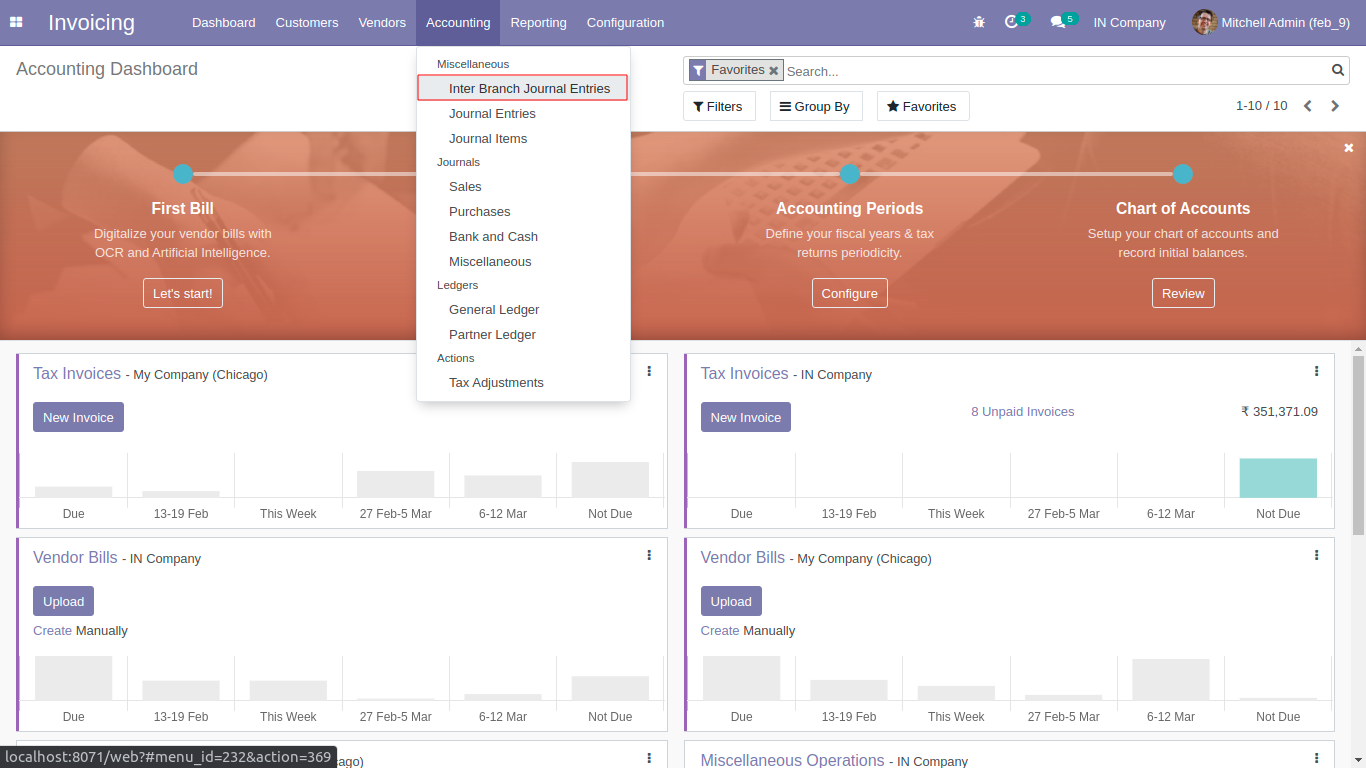 Invoicing Dashboard Customers Vendors Accounting Reporting Configuration 3 5 IN Company Mitchell Admin (feb_9)
Accounting Dashboard
Favorites Search...
Filters Group By Favorites 1-10 / 10
Miscellaneous
Inter Branch Journal Entries
Journal Entries
Journal Items
Journals
Sales
Purchases
Bank and Cash
Miscellaneous
Ledgers
General Ledger
Partner Ledger
Actions
Tax Adjustments
First Bill
Digitalize your vendor bills with
OCR and Artificial Intelligence.
Let's start!
Accounting Periods
Define your fiscal years & tax
returns periodicity.
Configure
Chart of Accounts
Setup your chart of accounts and
record initial balances.
Review
Tax Invoices - My Company (Chicago)
New Invoice
Due 13-19 Feb This Week 27 Feb-5 Mar 6-12 Mar Not Due
Tax Invoices - IN Company
New Invoice 8 Unpaid Invoices ₹ 351,371.09
Due 13-19 Feb This Week 27 Feb-5 Mar 6-12 Mar Not Due
Vendor Bills - IN Company
Upload
Create Manually
Due 13-19 Feb This Week 27 Feb-5 Mar 6-12 Mar Not Due
Vendor Bills - My Company (Chicago)
Upload
Create Manually
Due 13-19 Feb This Week 27 Feb-5 Mar 6-12 Mar Not Due
Miscellaneous Operations - IN Company
localhost:8071/web?#menu_id=232&action=369